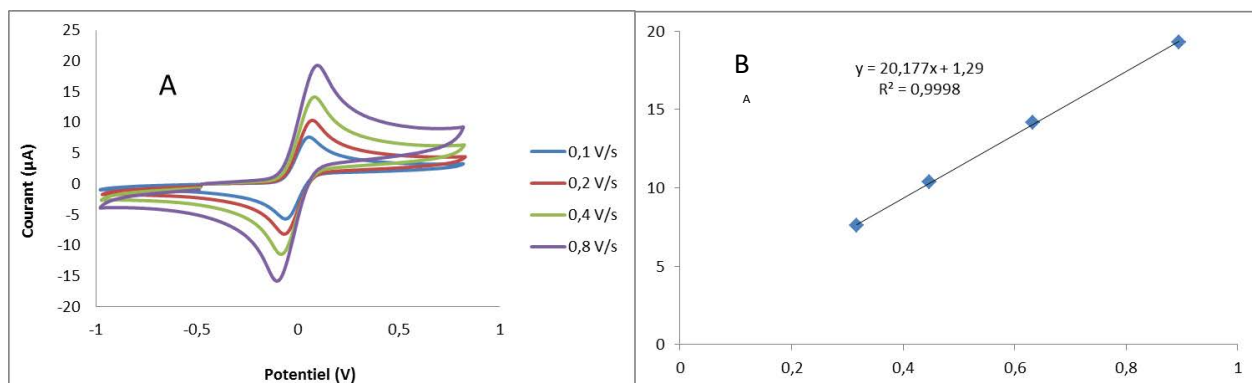 25
20
15
10
5
0
-5
-10
-15
-20
-1
-0,5
0
0,5
1
Courant (µA)
Potentiel (V)
A
0,1 V/s
0,2 V/s
0,4 V/s
0,8 V/s
20
15
10
5
0
0
0,2
0,4
0,6
0,8
1
B
A
y = 20,177x + 1,29
R² = 0,9998